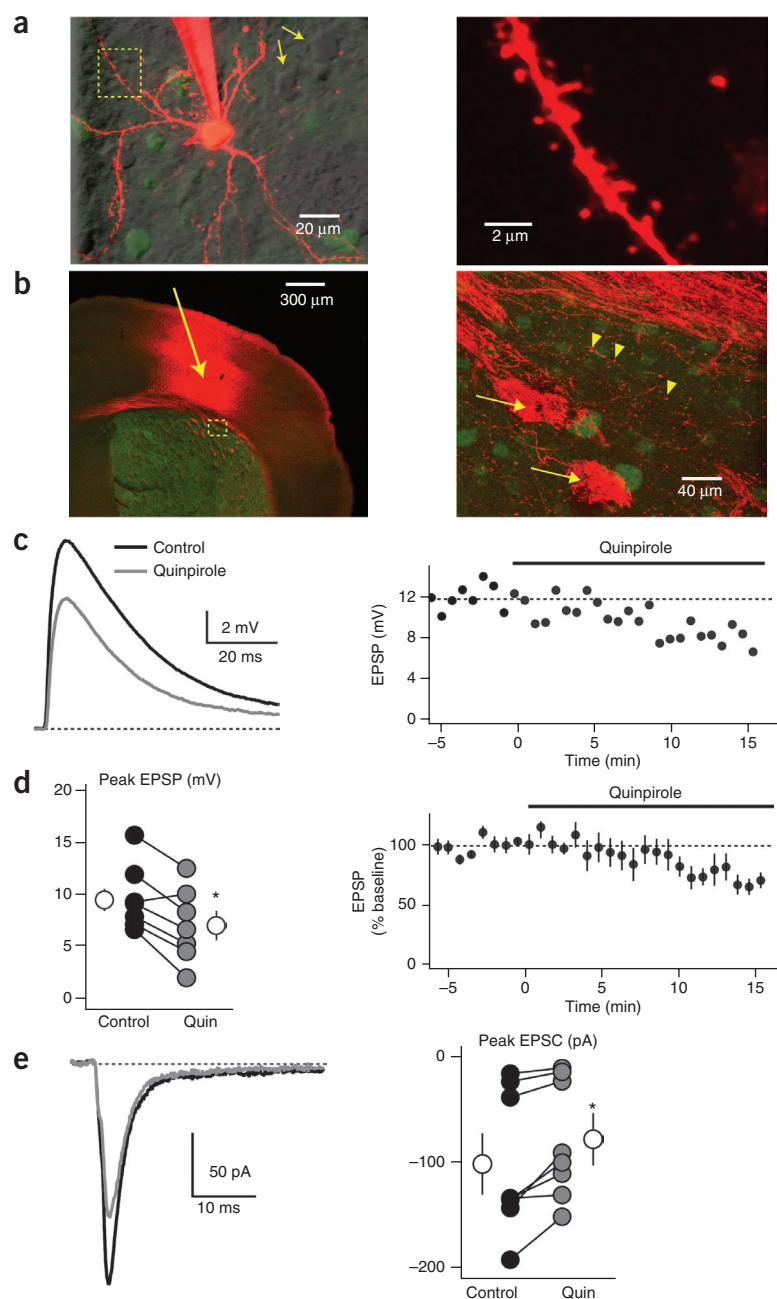 a
20 μm
2 μm
b
300 μm
40 μm
c
Control
Quinpirole
2 mV
20 ms
Quinpirole
EPSP (mV)
12
8
4
0
–5 0 5 10 15
Time (min)
d
Peak EPSP (mV)
20
15
10
5
0
*
Control Quin
Quinpirole
EPSP
(% baseline)
100
50
0
–5 0 5 10 15
Time (min)
e
50 pA
10 ms
Peak EPSC (pA)
–0
–100
–200
*
Control Quin